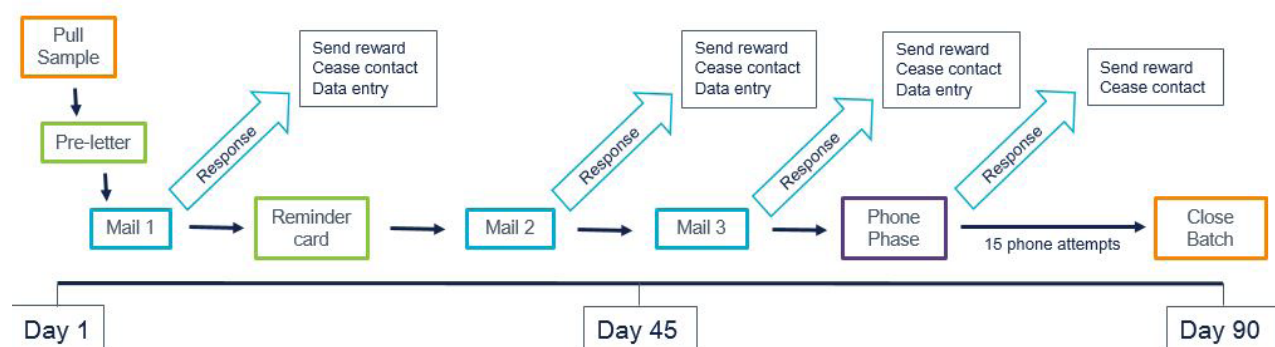 Pull
Sample
Pre-letter
Mail 1
Response
Send reward
Cease contact
Data entry
Reminder
card
Mail 2
Response
Send reward
Cease contact
Data entry
Mail 3
Response
Send reward
Cease contact
Data entry
Phone
Phase
Response
Send reward
Cease contact
15 phone attempts
Close
Batch
Day 1
Day 45
Day 90